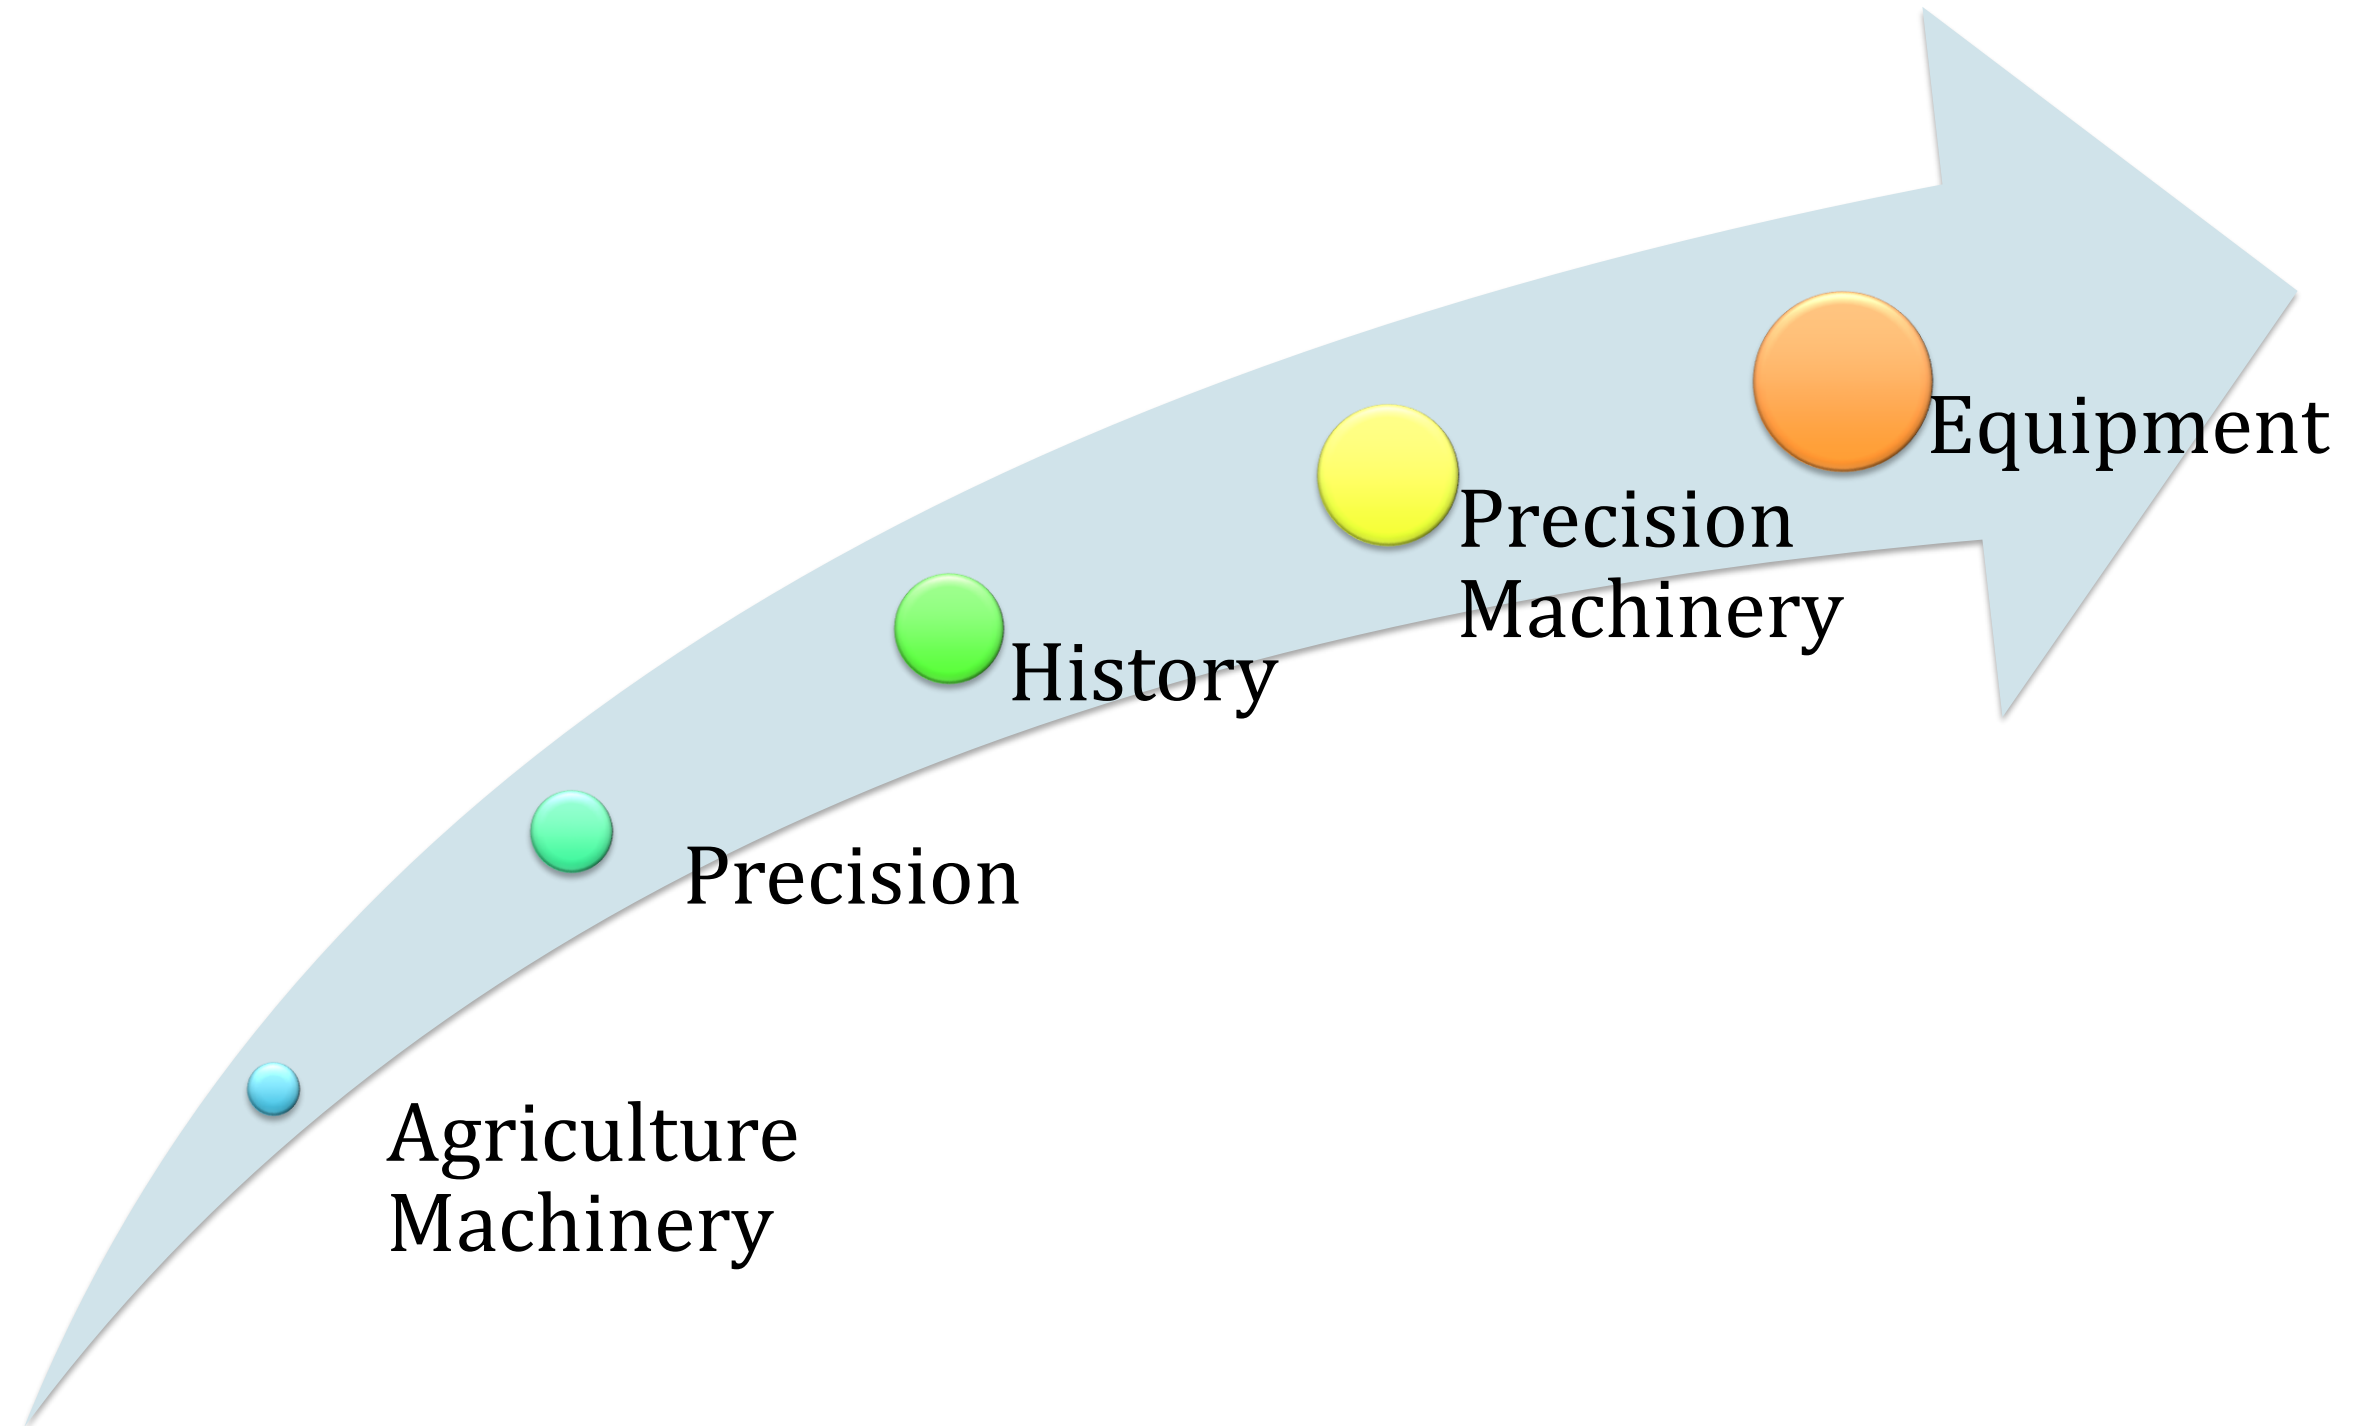 Agriculture
Machinery
Precision
History
Precision
Machinery
Equipment